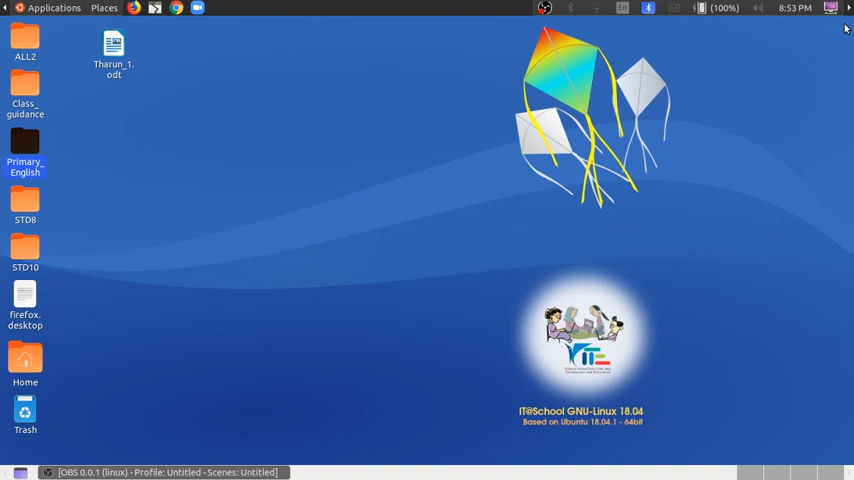 Applications Places En (100%) 8:53 PM
ALL2
Class_
guidance
Primary_
English
STD8
STD10
firefox.
desktop
Home
Trash
Tharun_1.
odt
KITE
IT@School GNU-Linux 18.04
Based on Ubuntu 18.04.1 - 64bit
[OBS 0.0.1 (linux) - Profile: Untitled - Scenes: Untitled]